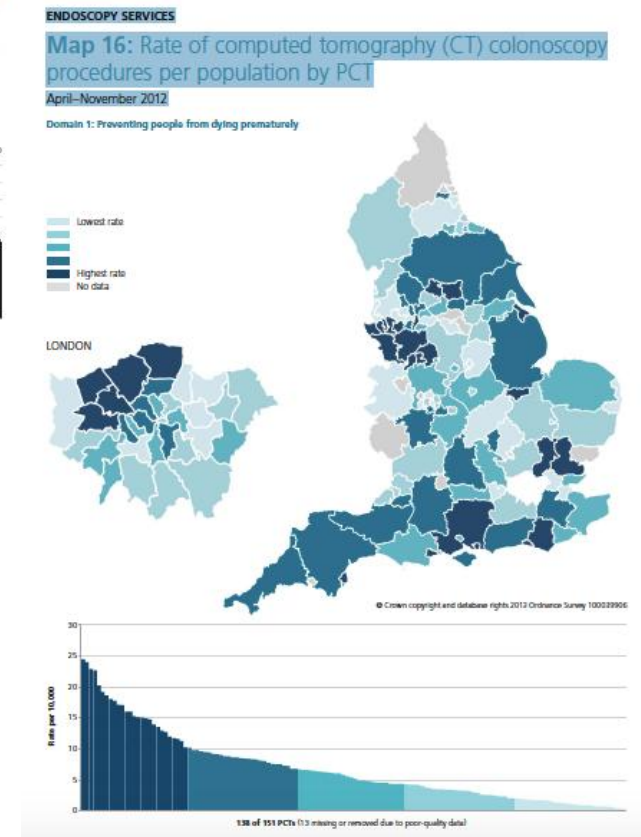 ENDOSCOPY SERVICES
Map 16: Rate of computed tomography (CT) colonoscopy
procedures per population by PCT
April–November 2012
Domain 1: Preventing people from dying prematurely
Lowest rate
Highest rate
No data
LONDON
© Crown copyright and database rights 2013 Ordnance Survey 100039906
30
25
20
15
10
5
0
Rate per 10,000
138 of 151 PCTs (13 missing or removed due to poor-quality data)